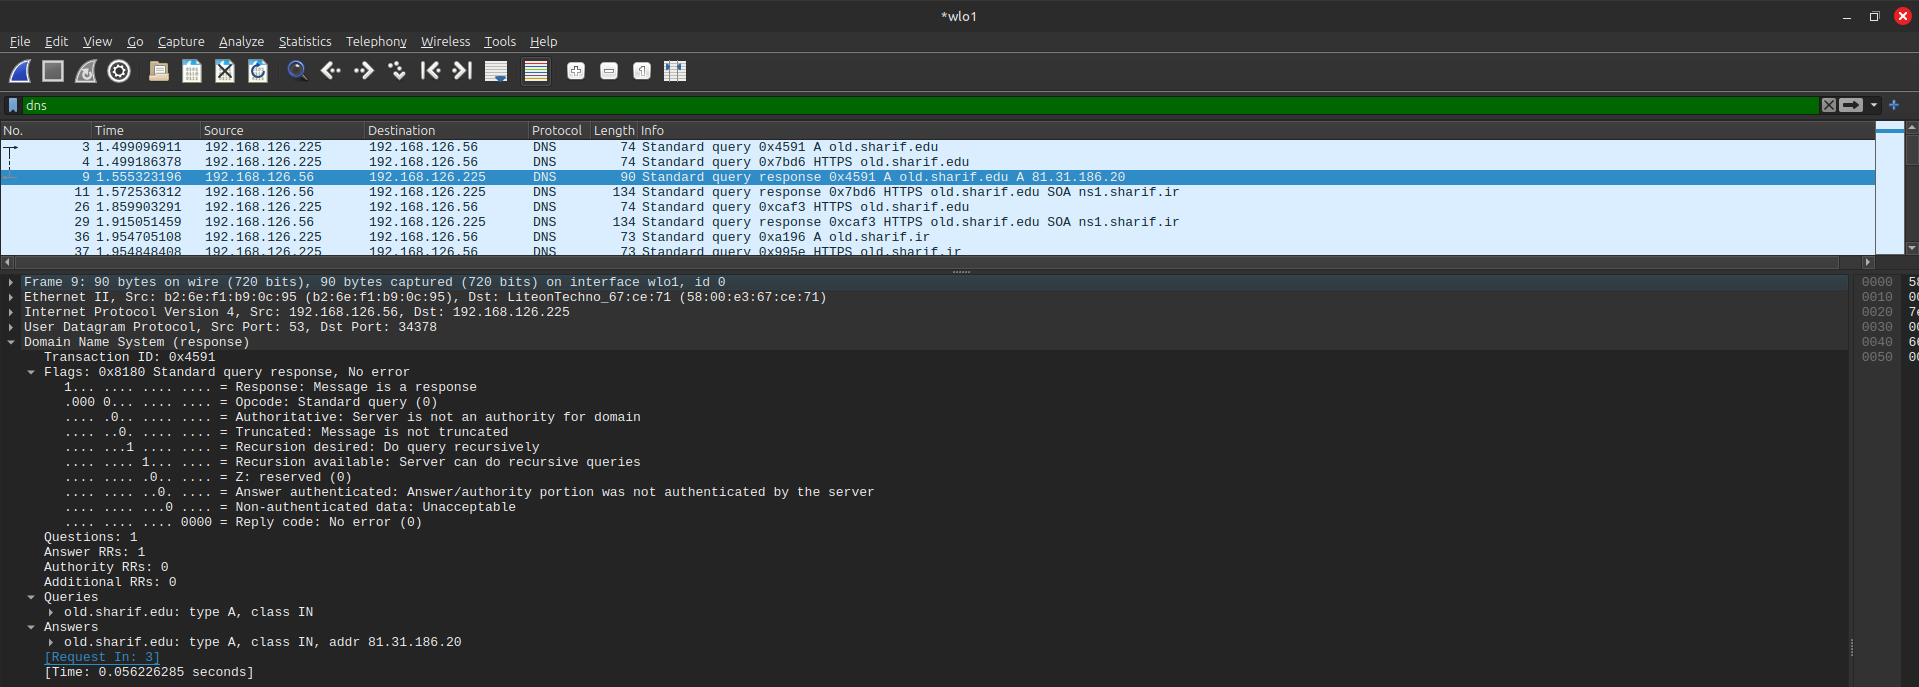 *wlo1
File Edit View Go Capture Analyze Statistics Telephony Wireless Tools Help
dns
No. Time Source Destination Protocol Length Info
3 1.499096911 192.168.126.225 192.168.126.56 DNS 74 Standard query 0x4591 A old.sharif.edu
4 1.499186378 192.168.126.225 192.168.126.56 DNS 74 Standard query 0x7bd6 HTTPS old.sharif.edu
9 1.555323196 192.168.126.56 192.168.126.225 DNS 90 Standard query response 0x4591 A old.sharif.edu A 81.31.186.20
11 1.572536312 192.168.126.56 192.168.126.225 DNS 134 Standard query response 0x7bd6 HTTPS old.sharif.edu SOA ns1.sharif.ir
26 1.859903291 192.168.126.225 192.168.126.56 DNS 74 Standard query 0xcaf3 HTTPS old.sharif.edu
29 1.915051459 192.168.126.56 192.168.126.225 DNS 134 Standard query response 0xcaf3 HTTPS old.sharif.edu SOA ns1.sharif.ir
36 1.954705108 192.168.126.225 192.168.126.56 DNS 73 Standard query 0xa196 A old.sharif.ir
37 1.954848408 192.168.126.225 192.168.126.56 DNS 73 Standard query 0x995e HTTPS old.sharif.ir
Frame 9: 90 bytes on wire (720 bits), 90 bytes captured (720 bits) on interface wlo1, id 0
Ethernet II, Src: b2:6e:f1:b9:0c:95 (b2:6e:f1:b9:0c:95), Dst: LiteonTechno_67:ce:71 (58:00:e3:67:ce:71)
Internet Protocol Version 4, Src: 192.168.126.56, Dst: 192.168.126.225
User Datagram Protocol, Src Port: 53, Dst Port: 34378
Domain Name System (response)
Transaction ID: 0x4591
Flags: 0x8180 Standard query response, No error
1... .... .... .... = Response: Message is a response
.000 0... .... .... = Opcode: Standard query (0)
.... .0.. .... .... = Authoritative: Server is not an authority for domain
.... ..0. .... .... = Truncated: Message is not truncated
.... ...1 .... .... = Recursion desired: Do query recursively
.... .... 1... .... = Recursion available: Server can do recursive queries
.... .... .0.. .... = Z: reserved (0)
.... .... ..0. .... = Answer authenticated: Answer/authority portion was not authenticated by the server
.... .... ...0 .... = Non-authenticated data: Unacceptable
.... .... .... 0000 = Reply code: No error (0)
Questions: 1
Answer RRs: 1
Authority RRs: 0
Additional RRs: 0
Queries
old.sharif.edu: type A, class IN
Answers
old.sharif.edu: type A, class IN, addr 81.31.186.20
[Request In: 3]
[Time: 0.056226285 seconds]
0000 58
0010 00
0020 7e
0030 00
0040 66
0050 00